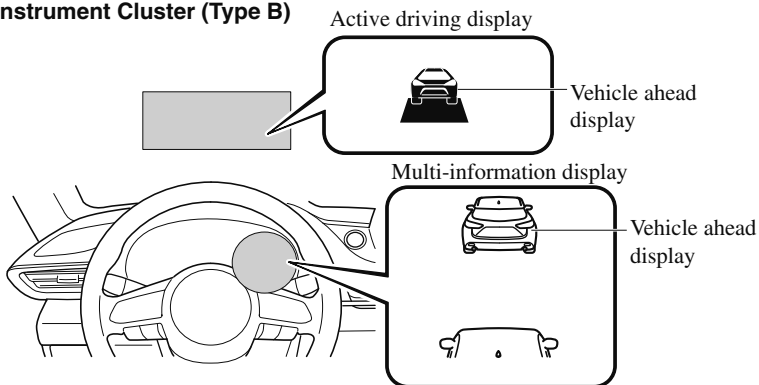 nstrument Cluster (Type B)
Active driving display
Vehicle ahead
display
Multi-information display
Vehicle ahead
display